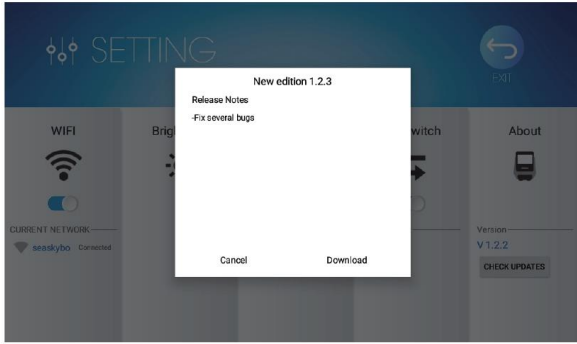 SETTING
EXIT
New edition 1.2.3
Release Notes
-Fix several bugs
Cancel
Download
WIFI
Brig
witch
About
CURRENT NETWORK
seaskybo Connected
Version
V 1.2.2
CHECK UPDATES